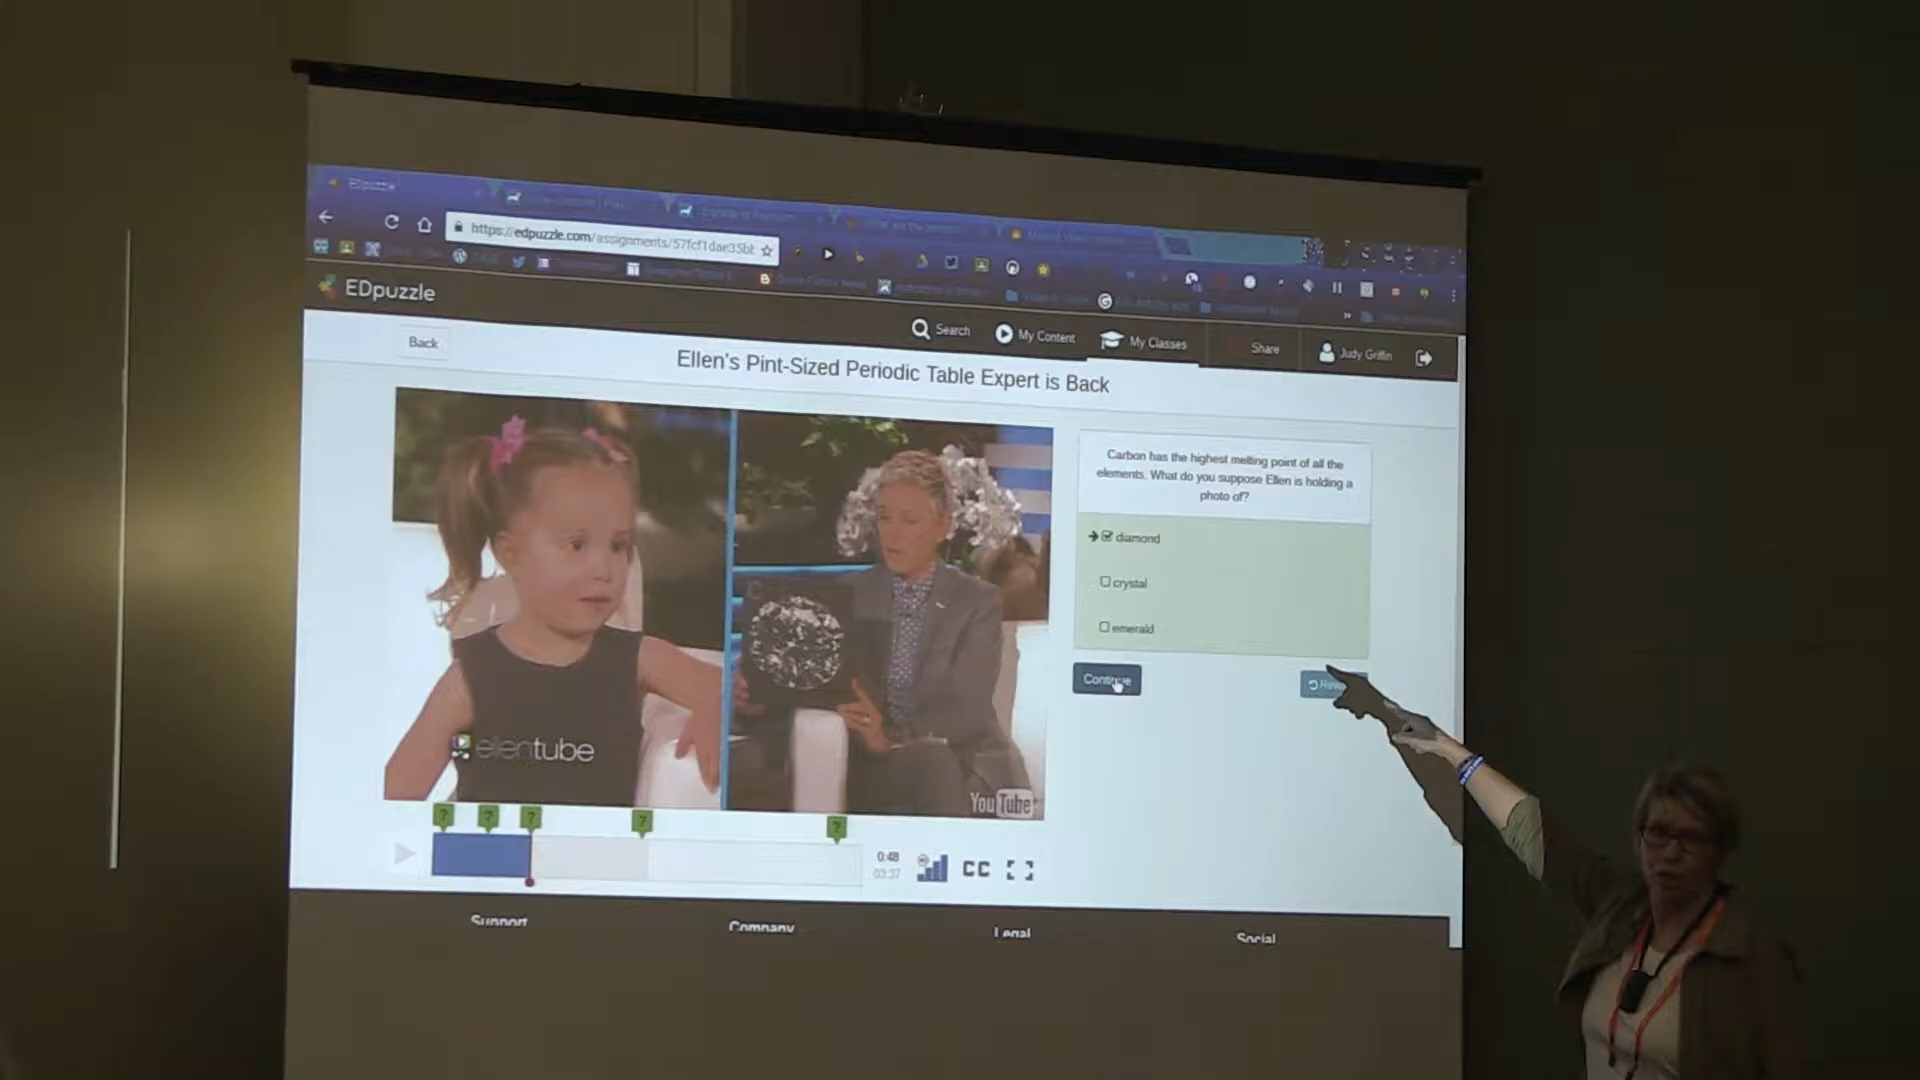 EDpuzzle
https://edpuzzle.com/assignments/57fcf1dae35bb
EDpuzzle
Search
My Content
My Classes
Share
Judy Griffin
Back
Ellen's Pint-Sized Periodic Table Expert is Back
Carbon has the highest melting point of all the
elements. What do you suppose Ellen is holding a
photo of?
diamond
crystal
emerald
Continue
C
ellentube
YouTube
? ? ? ? ?
0:48
03:37
CC
Support
Company
Legal
Social